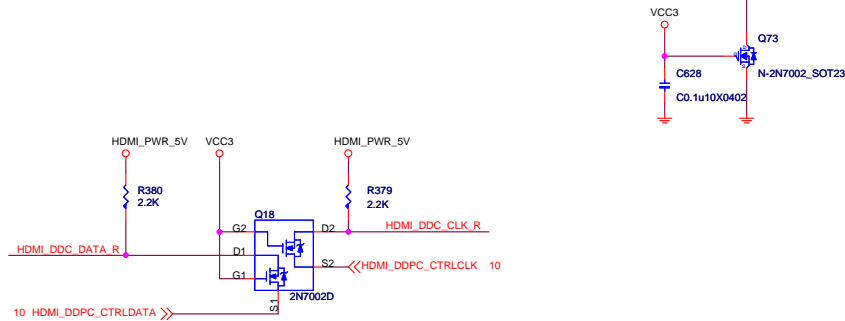 VCC3
Q73
N-2N7002_SOT23
C628
C0.1u10X0402
HDMI_PWR_5V
VCC3
HDMI_PWR_5V
R380
2.2K
R379
2.2K
Q18
G2
D2
HDMI_DDC_CLK_R
HDMI_DDC_DATA_R
D1
S2
HDMI_DDPC_CTRLCLK 10
G1
2N7002D
S1
10 HDMI_DDPC_CTRLDATA